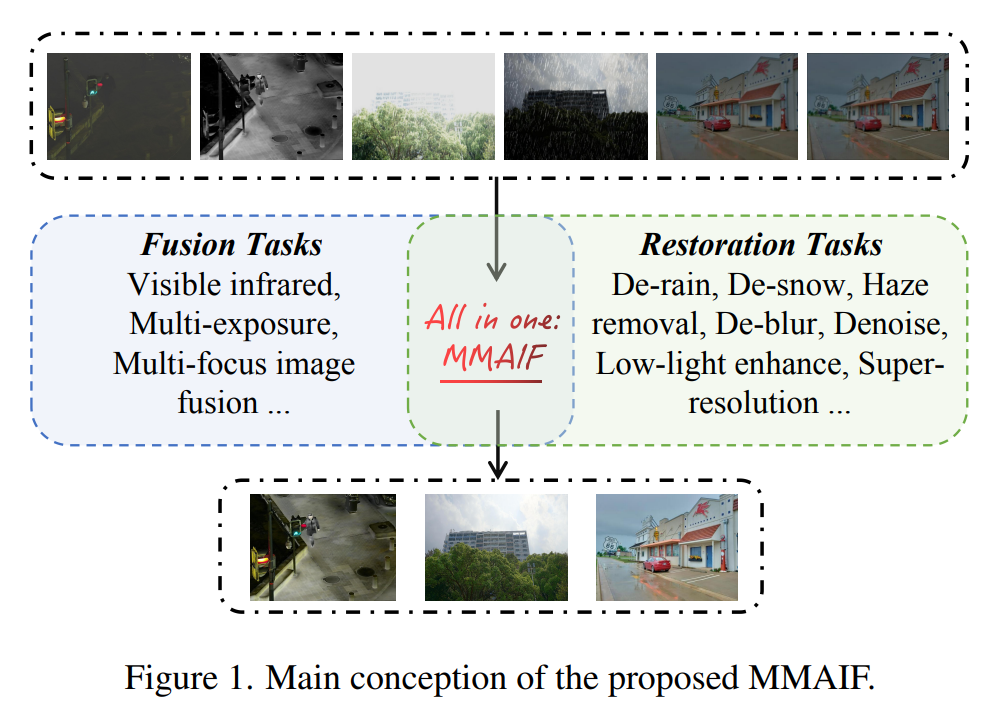 Fusion Tasks
Visible infrared,
Multi-exposure,
Multi-focus image
fusion ...
All in one:
MMAIF
Restoration Tasks
De-rain, De-snow, Haze
removal, De-blur, Denoise,
Low-light enhance, Super-
resolution ...
Figure 1. Main conception of the proposed MMAIF.